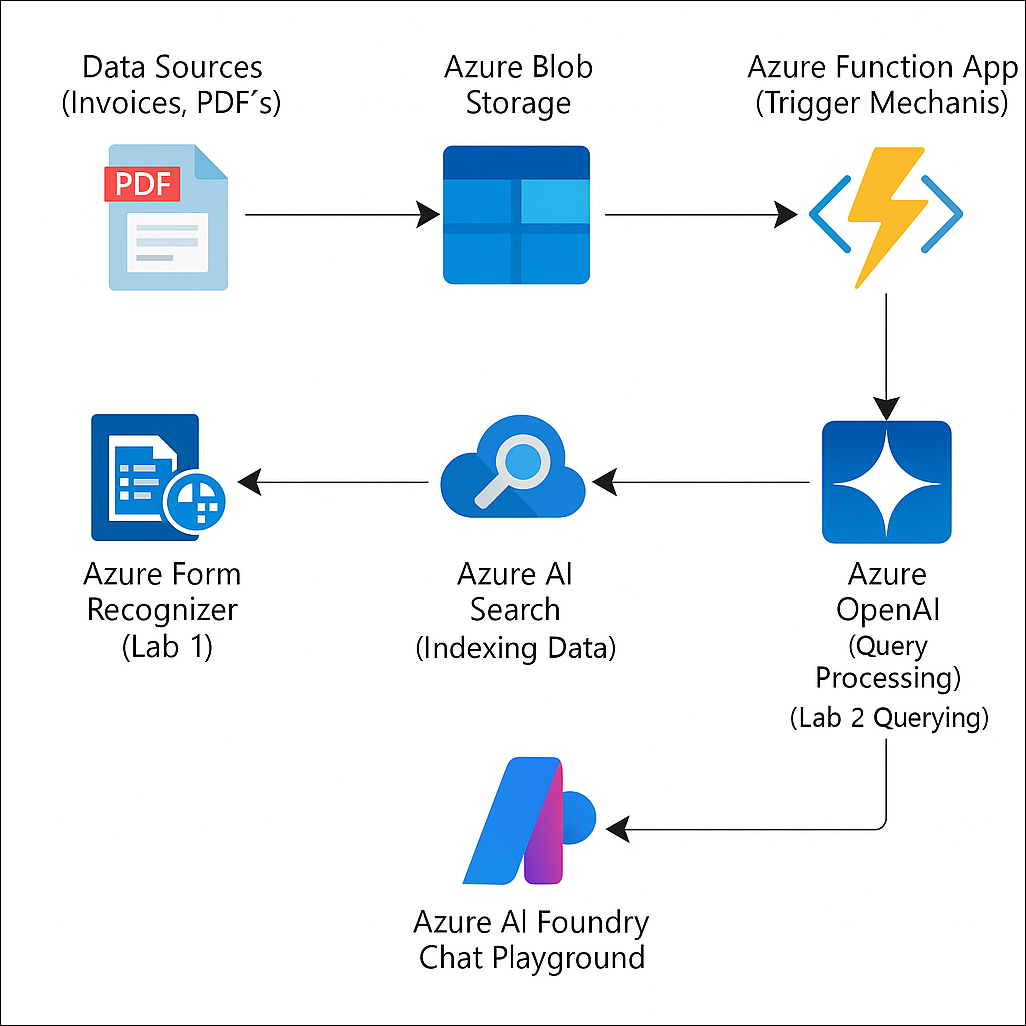 Data Sources
(Invoices, PDF´s)
Azure Blob
Storage
Azure Function App
(Trigger Mechanis)
PDF
Azure Form
Recognizer
(Lab 1)
Azure AI
Search
(Indexing Data)
Azure
OpenAI
(Query
Processing)
(Lab 2 Querying)
Azure AI Foundry
Chat Playground